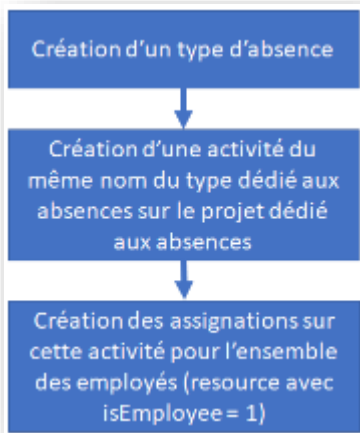 Création d'un type d'absence
Création d'une activité du
même nom du type dédié aux
absences sur le projet dédié
aux absences
Création des assignations sur
cette activité pour l'ensemble
des employés (resource avec
isEmployee = 1)